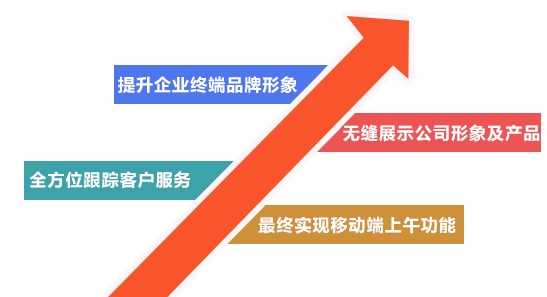 提升企业终端品牌形象
无缝展示公司形象及产品
全方位跟踪客户服务
最终实现移动端上午功能